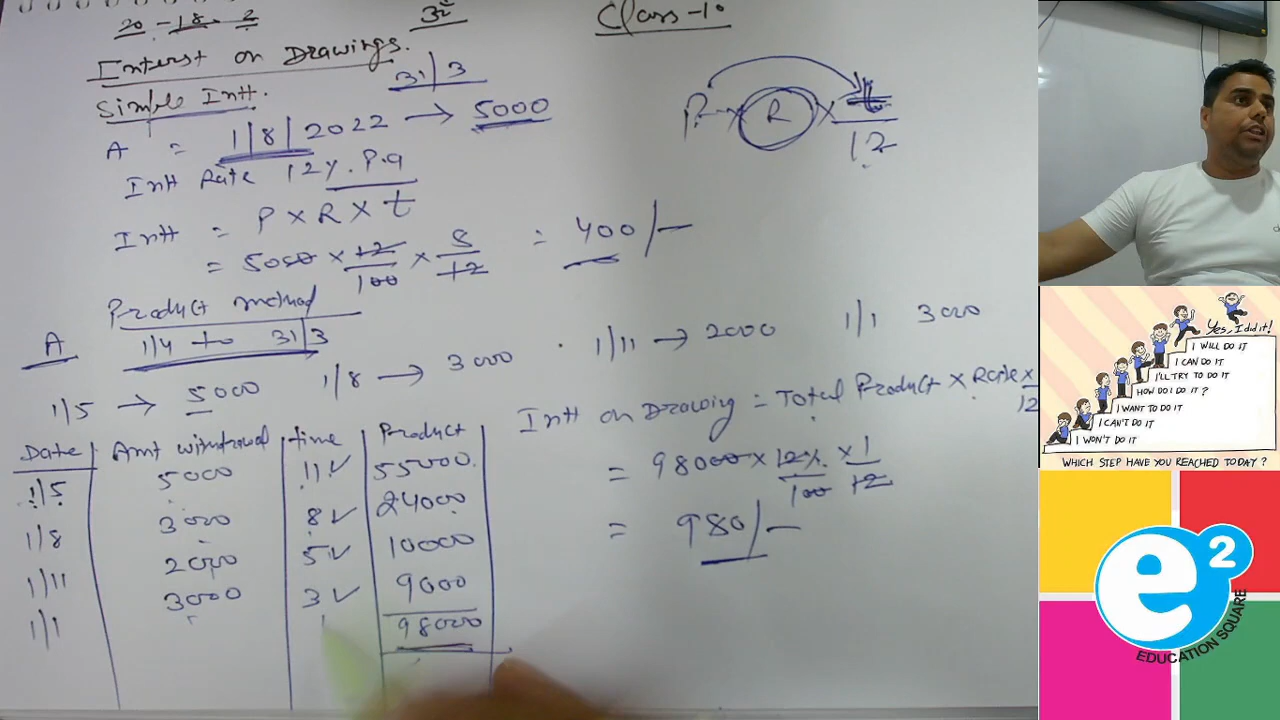 20 - 18. 2
32
Class-10
Interst on Drawings.
31/3
Simple Intt.
A = 1/8/2022 → 5000
P × R × t/12
Intt Rate 12%. P.a
Intt = P × R × t
= 5000 × 12/100 × 8/12 = 400/-
Product method
A 1/4 to 31/3
1/5 → 5000 1/8 → 3000 1/11 → 2000 1/1 3000
Intt on Drawing = Total Product × Rate × /12
Date Amt withdrawal time Product
1/5 5000 11 55000
1/8 3000 8 24000
1/11 2000 5 10000
1/1 3000 3 9000
98000
= 98000 × 12%/100 × 1/12
= 980/-
Yes, I did it!
I WILL DO IT
I CAN DO IT
I'LL TRY TO DO IT
HOW DO I DO IT?
I WANT TO DO IT
I CAN'T DO IT
I WON'T DO IT
WHICH STEP HAVE YOU REACHED TODAY?
e2
EDUCATION SQUARE